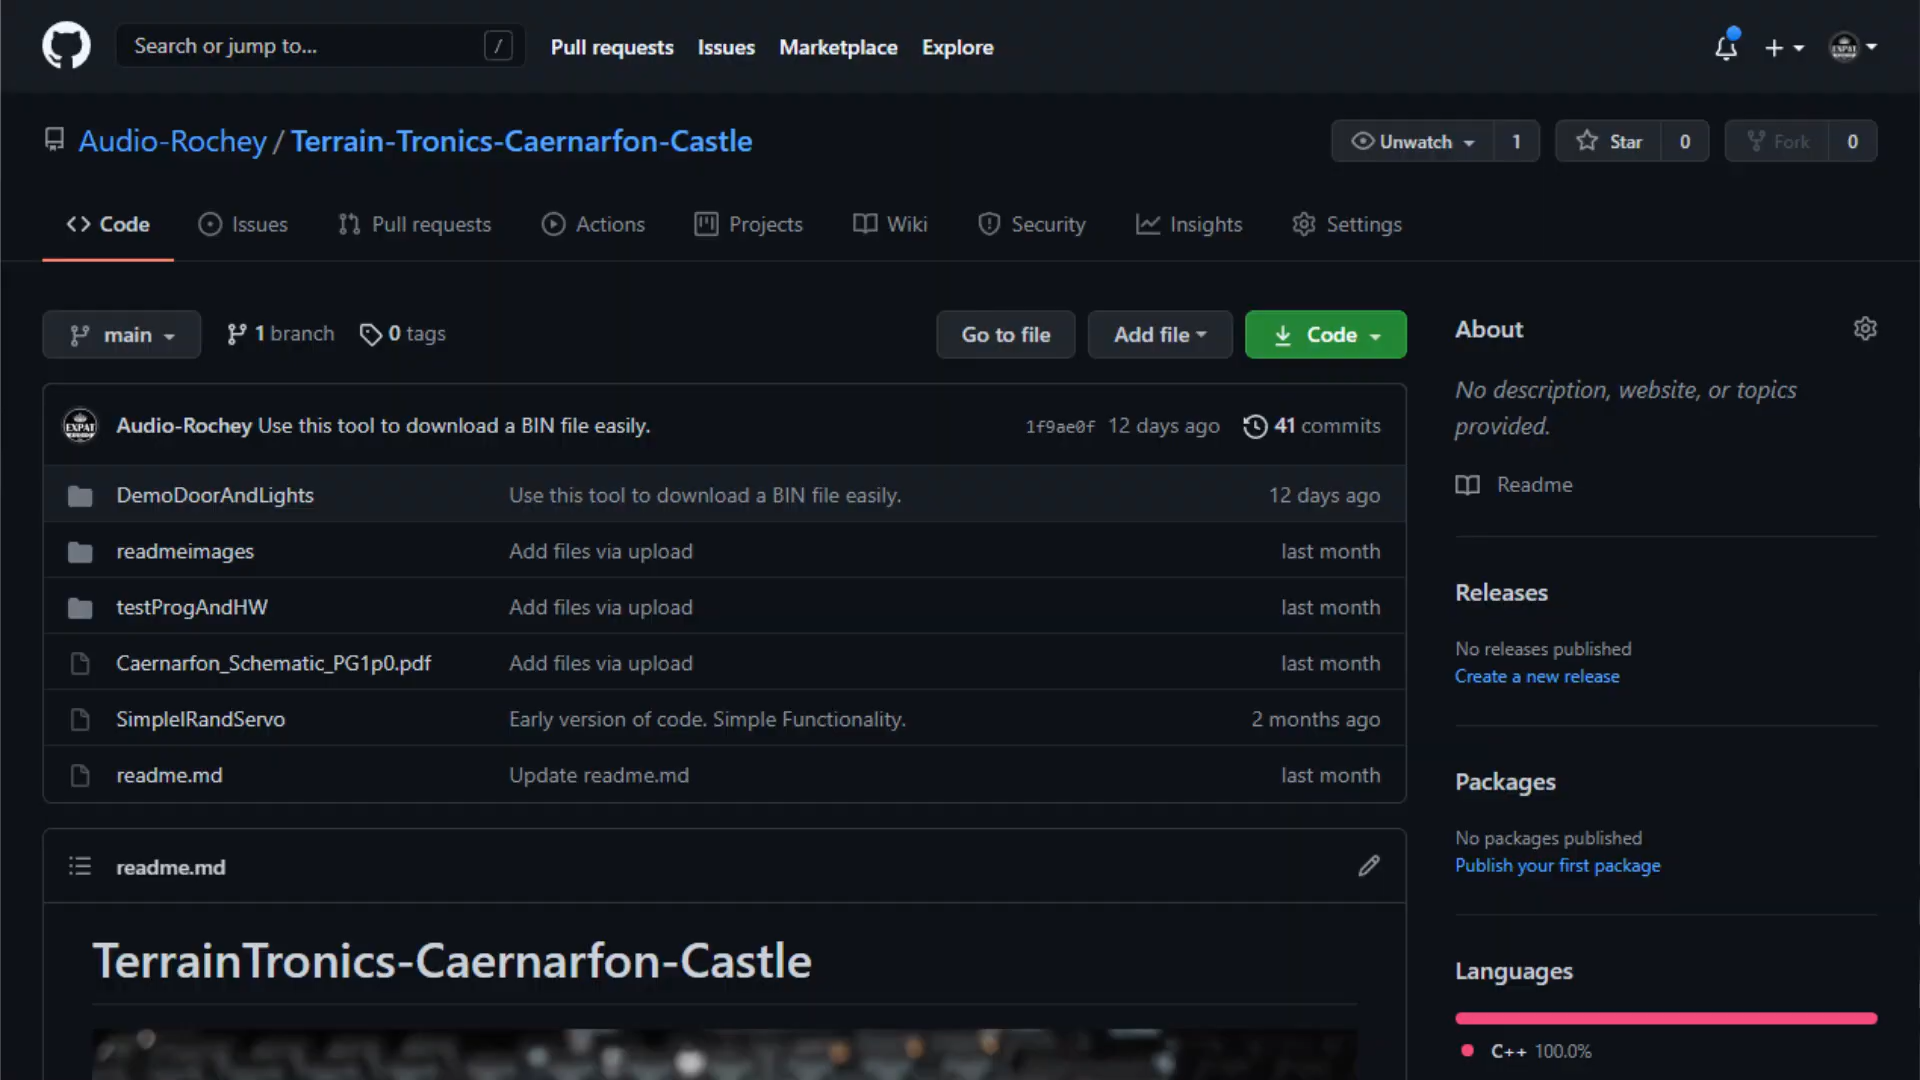 Search or jump to... /
Pull requests Issues Marketplace Explore
Audio-Rochey / Terrain-Tronics-Caernarfon-Castle
Unwatch 1 Star 0 Fork 0
Code Issues Pull requests Actions Projects Wiki Security Insights Settings
main 1 branch 0 tags
Go to file Add file Code
EXPAT Audio-Rochey Use this tool to download a BIN file easily. 1f9ae0f 12 days ago 41 commits
DemoDoorAndLights Use this tool to download a BIN file easily. 12 days ago
readmeimages Add files via upload last month
testProgAndHW Add files via upload last month
Caernarfon_Schematic_PG1p0.pdf Add files via upload last month
SimpleIRandServo Early version of code. Simple Functionality. 2 months ago
readme.md Update readme.md last month
readme.md
TerrainTronics-Caernarfon-Castle
About
No description, website, or topics
provided.
Readme
Releases
No releases published
Create a new release
Packages
No packages published
Publish your first package
Languages
C++ 100.0%